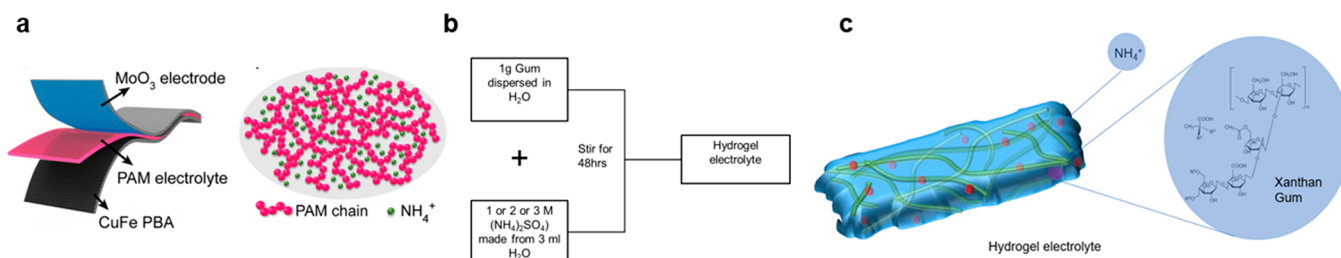 a
MoO₃ electrode
PAM electrolyte
CuFe PBA
PAM chain
NH₄⁺
b
1g Gum
dispersed in
H₂O
+
Stir for
48hrs
1 or 2 or 3 M
(NH4)₂SO₄)
made from 3 ml
H₂O
Hydrogel
electrolyte
c
NH₄⁺
Hydrogel electrolyte
Xanthan
Gum